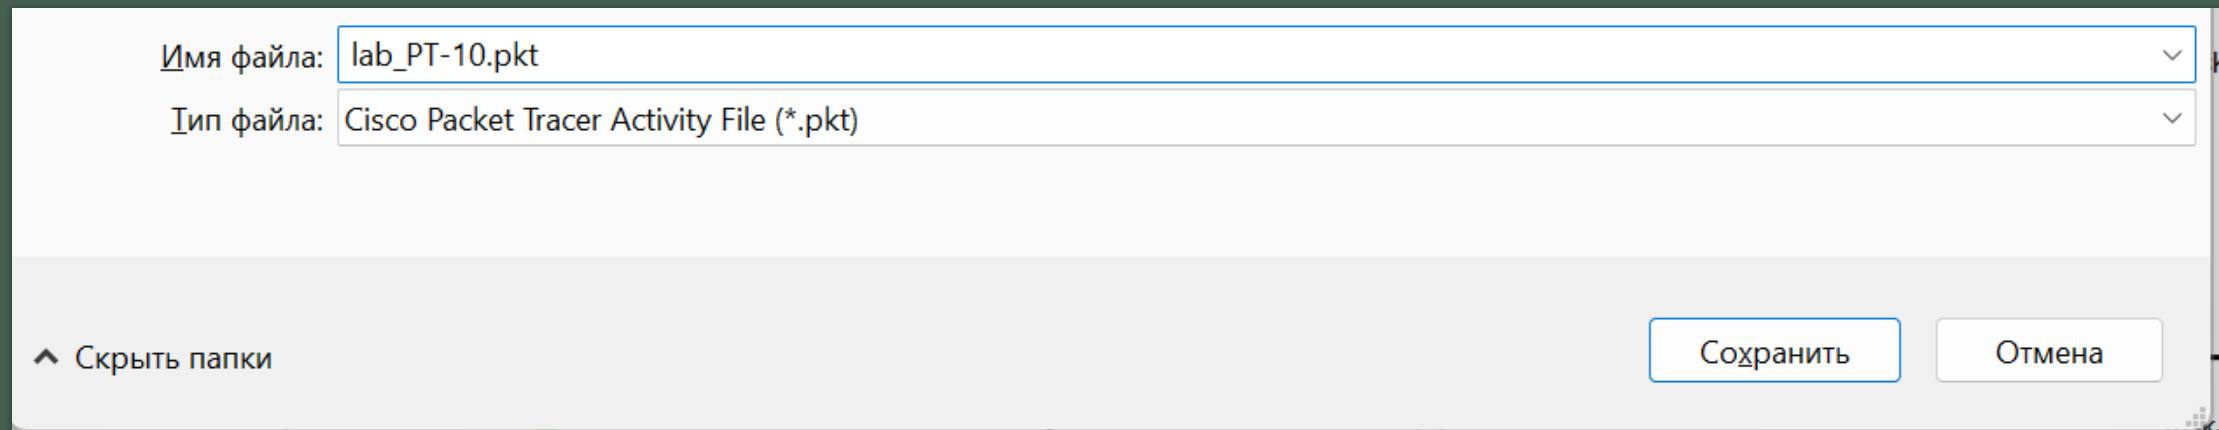 Имя файла: lab_PT-10.pkt
Тип файла: Cisco Packet Tracer Activity File (*.pkt)
Скрыть папки
Сохранить
Отмена